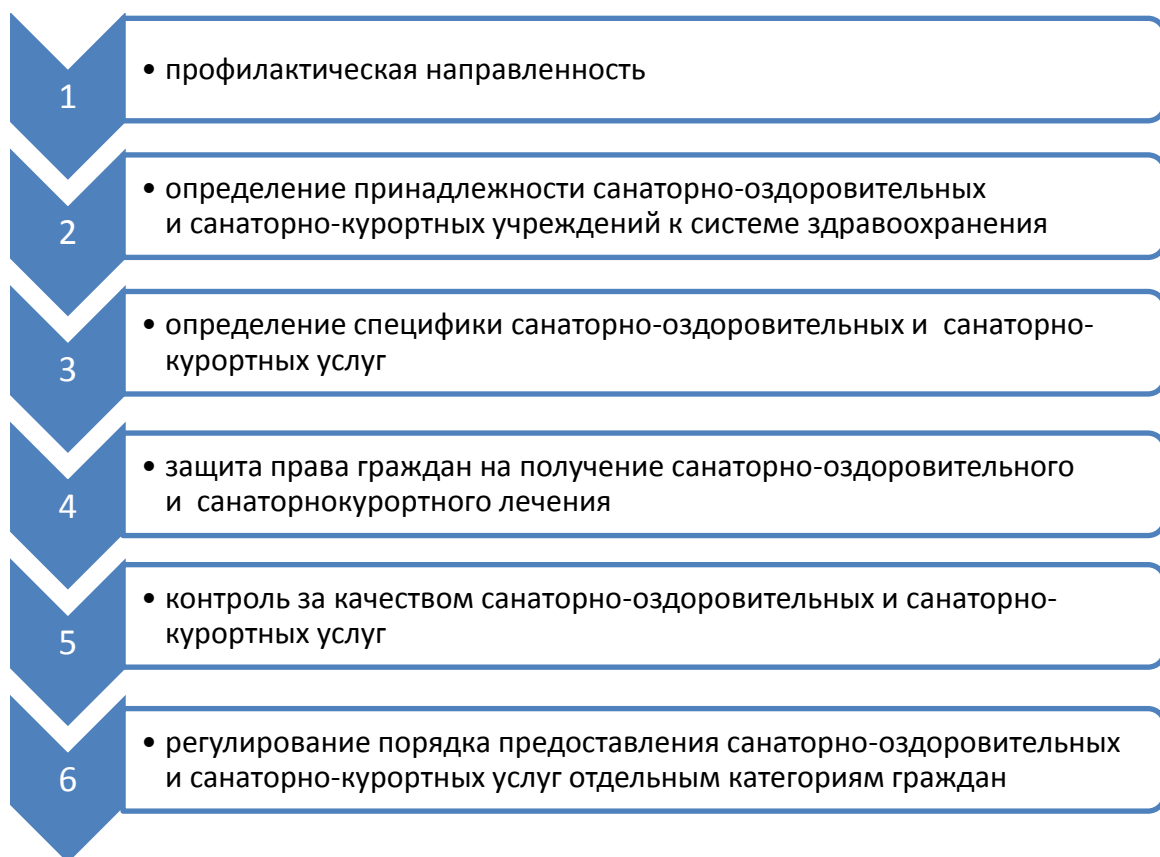 1
• профилактическая направленность
2
• определение принадлежности санаторно-оздоровительных
и санаторно-курортных учреждений к системе здравоохранения
3
• определение специфики санаторно-оздоровительных и  санаторно-
курортных услуг
4
• защита права граждан на получение санаторно-оздоровительного
и  санаторнокурортного лечения
5
• контроль за качеством санаторно-оздоровительных и санаторно-
курортных услуг
6
• регулирование порядка предоставления санаторно-оздоровительных
и санаторно-курортных услуг отдельным категориям граждан